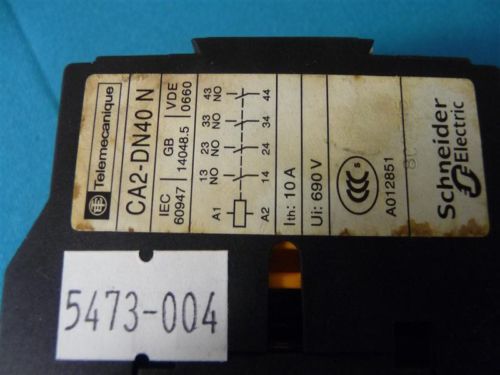 Telemecanique
CA2-DN40 N
IEC GB VDE
60947 14048.5 0660
13 NO 23 NO 33 NO 43 NO
A1
A2 14 24 34 44
Ith: 10 A
Ui: 690 V
CCC S
A012851
Schneider
Electric
5473-004